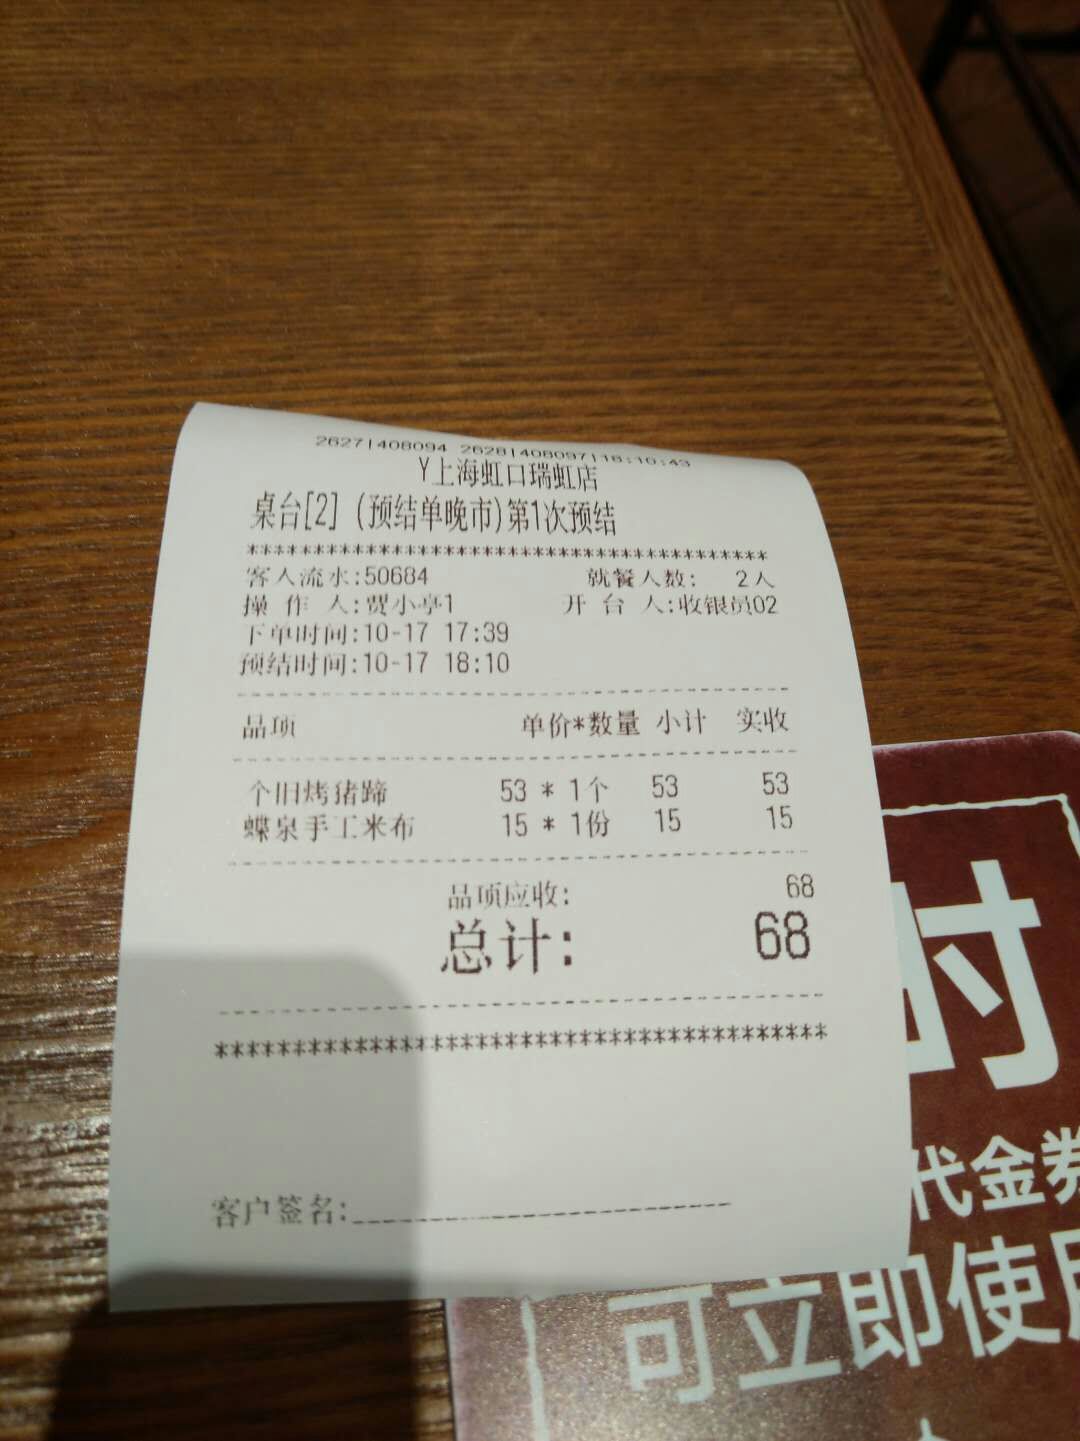 2627|408094 2628|408097|18:10:43
Y上海虹口瑞虹店
桌台[2] (预结单晚市)第1次预结
****************************************
客人流水:50684 就餐人数: 2人
操 作 人:贾小亭1 开 台 人:收银员02
下单时间:10-17 17:39
预结时间:10-17 18:10
品项 单价*数量 小计 实收
个旧烤猪蹄 53 * 1个 53 53
蝶泉手工米布 15 * 1份 15 15
品项应收: 68
总计: 68
****************************************
客户签名:
时
代金券
可立即使用